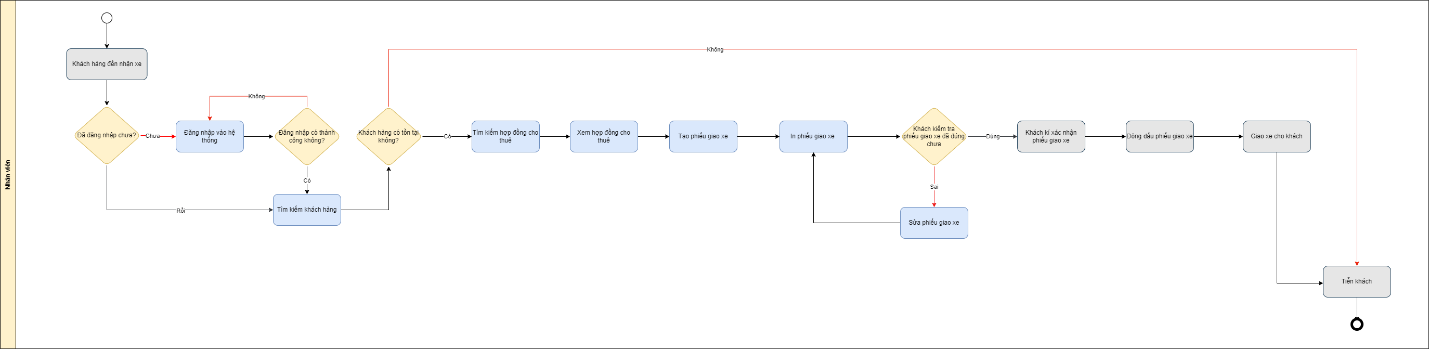 Nhân viên
Khách hàng đến nhận xe
Đã đăng nhập chưa?
Chưa
Rồi
Đăng nhập vào hệ
thống
Không
Đăng nhập có thành
công không?
Có
Tìm kiếm khách hàng
Khách hàng có tồn tại
không?
Không
Có
Tìm kiếm hợp đồng cho
thuê
Xem hợp đồng cho
thuê
Tạo phiếu giao xe
In phiếu giao xe
Khách kiểm tra
phiếu giao xe đã đúng
chưa
Đúng
Sai
Sửa phiếu giao xe
Khách kí xác nhận
phiếu giao xe
Đóng dấu phiếu giao xe
Giao xe cho khách
Tiễn khách